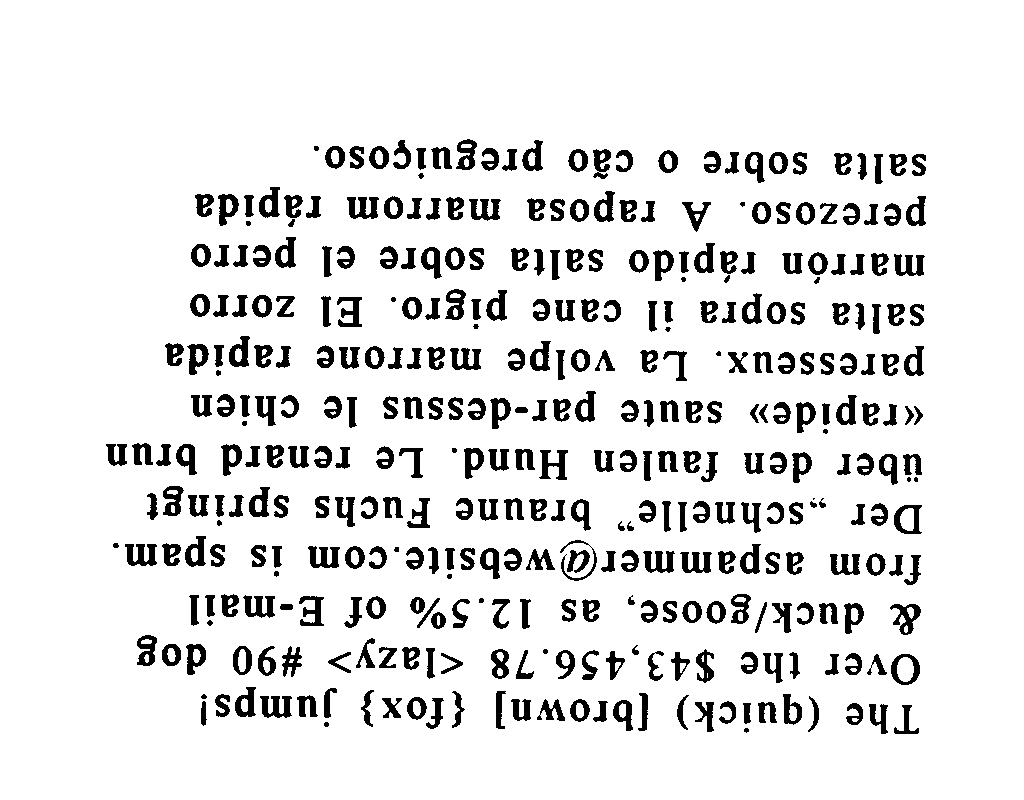 The (quick) [brown] {fox} jumps!
Over the $43,456.78 <lazy> #90 dog
& duck/goose, as 12.5% of E-mail
from aspammer@website.com is spam.
Der „schnelle“ braune Fuchs springt
über den faulen Hund. Le renard brun
«rapide» saute par-dessus le chien
paresseux. La volpe marrone rapida
salta sopra il cane pigro. El zorro
marrón rápido salta sobre el perro
perezoso. A raposa marrom rápida
salta sobre o cão preguiçoso.